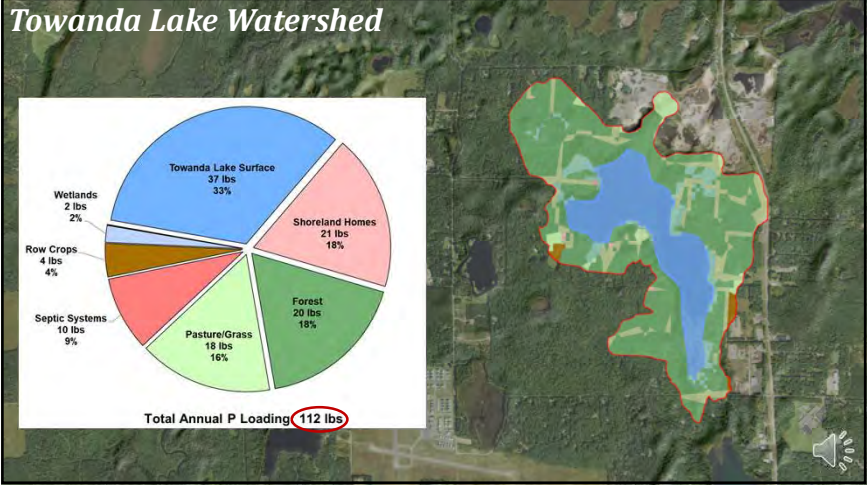 Towanda Lake Watershed
Towanda Lake Surface
37 lbs
33%
Shoreland Homes
21 lbs
18%
Forest
20 lbs
18%
Pasture/Grass
18 lbs
16%
Septic Systems
10 lbs
9%
Row Crops
4 lbs
4%
Wetlands
2 lbs
2%
Total Annual P Loading 112 lbs